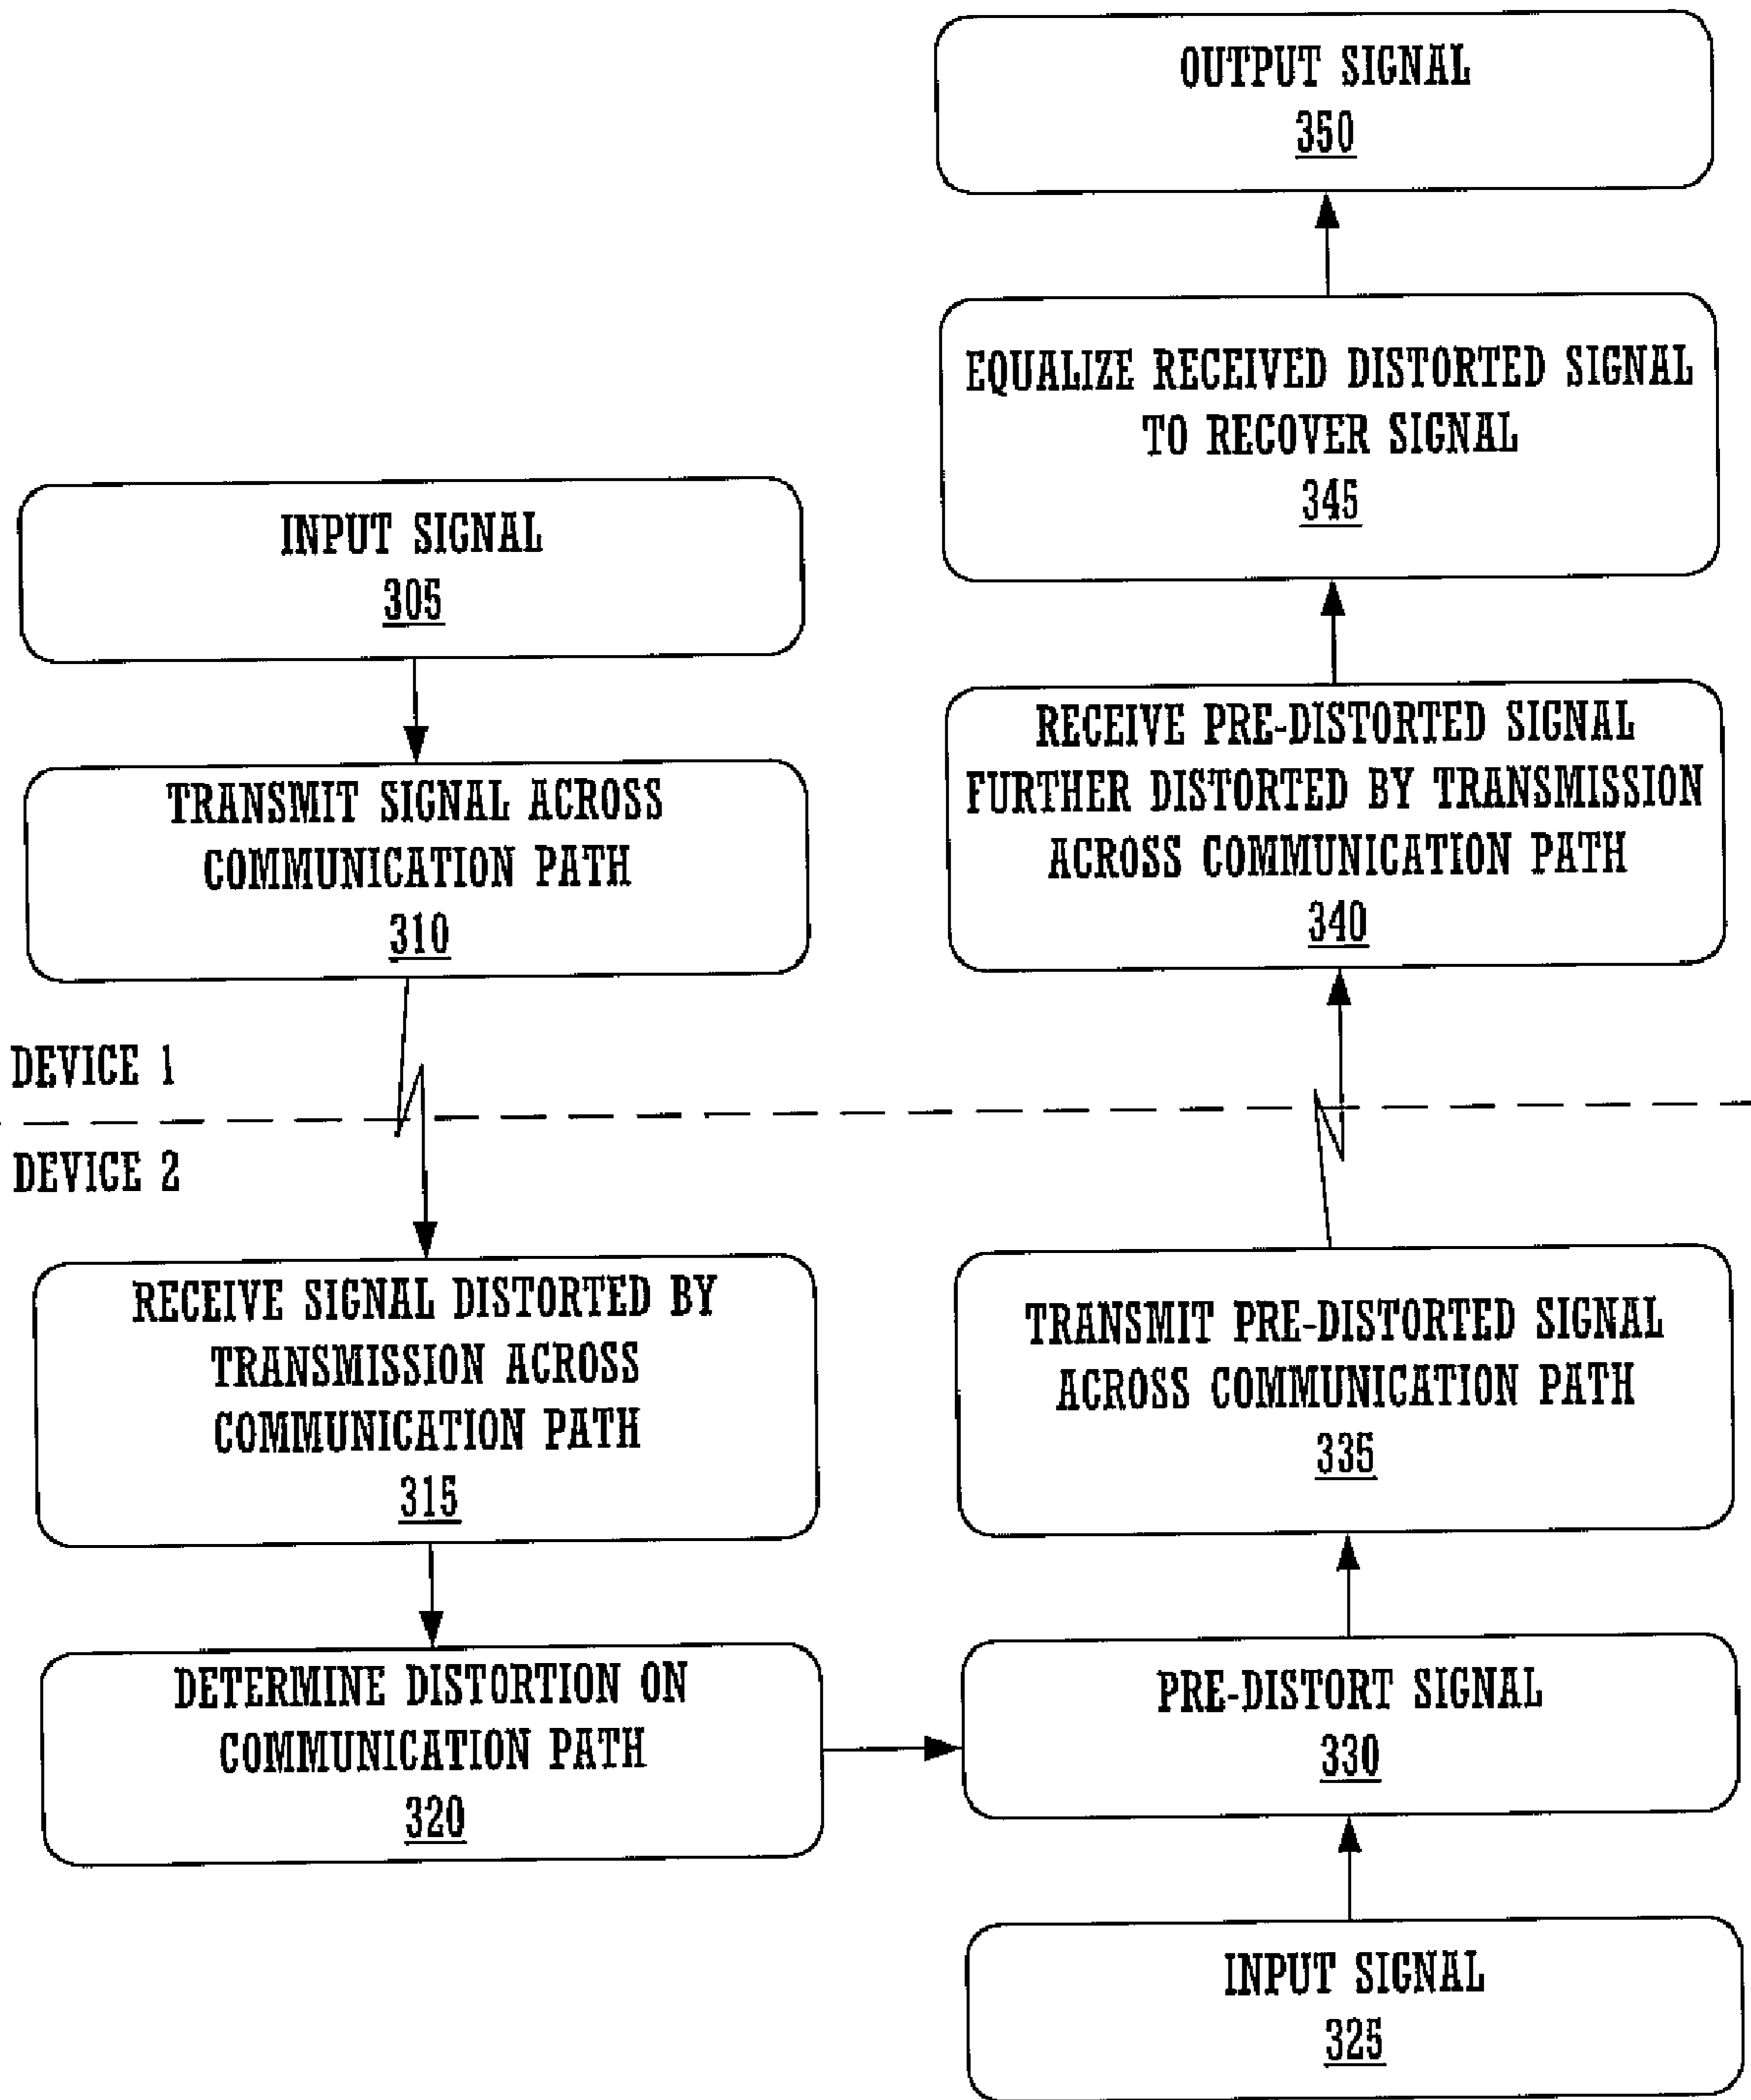 OUTPUT SIGNAL
350
EQUALIZE RECEIVED DISTORTED SIGNAL
TO RECOVER SIGNAL
345
INPUT SIGNAL
305
RECEIVE PRE-DISTORTED SIGNAL
FURTHER DISTORTED BY TRANSMISSION
ACROSS COMMUNICATION PATH
340
TRANSMIT SIGNAL ACROSS
COMMUNICATION PATH
310
DEVICE 1
DEVICE 2
RECEIVE SIGNAL DISTORTED BY
TRANSMISSION ACROSS
COMMUNICATION PATH
315
TRANSMIT PRE-DISTORTED SIGNAL
ACROSS COMMUNICATION PATH
335
DETERMINE DISTORTION ON
COMMUNICATION PATH
320
PRE-DISTORT SIGNAL
330
INPUT SIGNAL
325